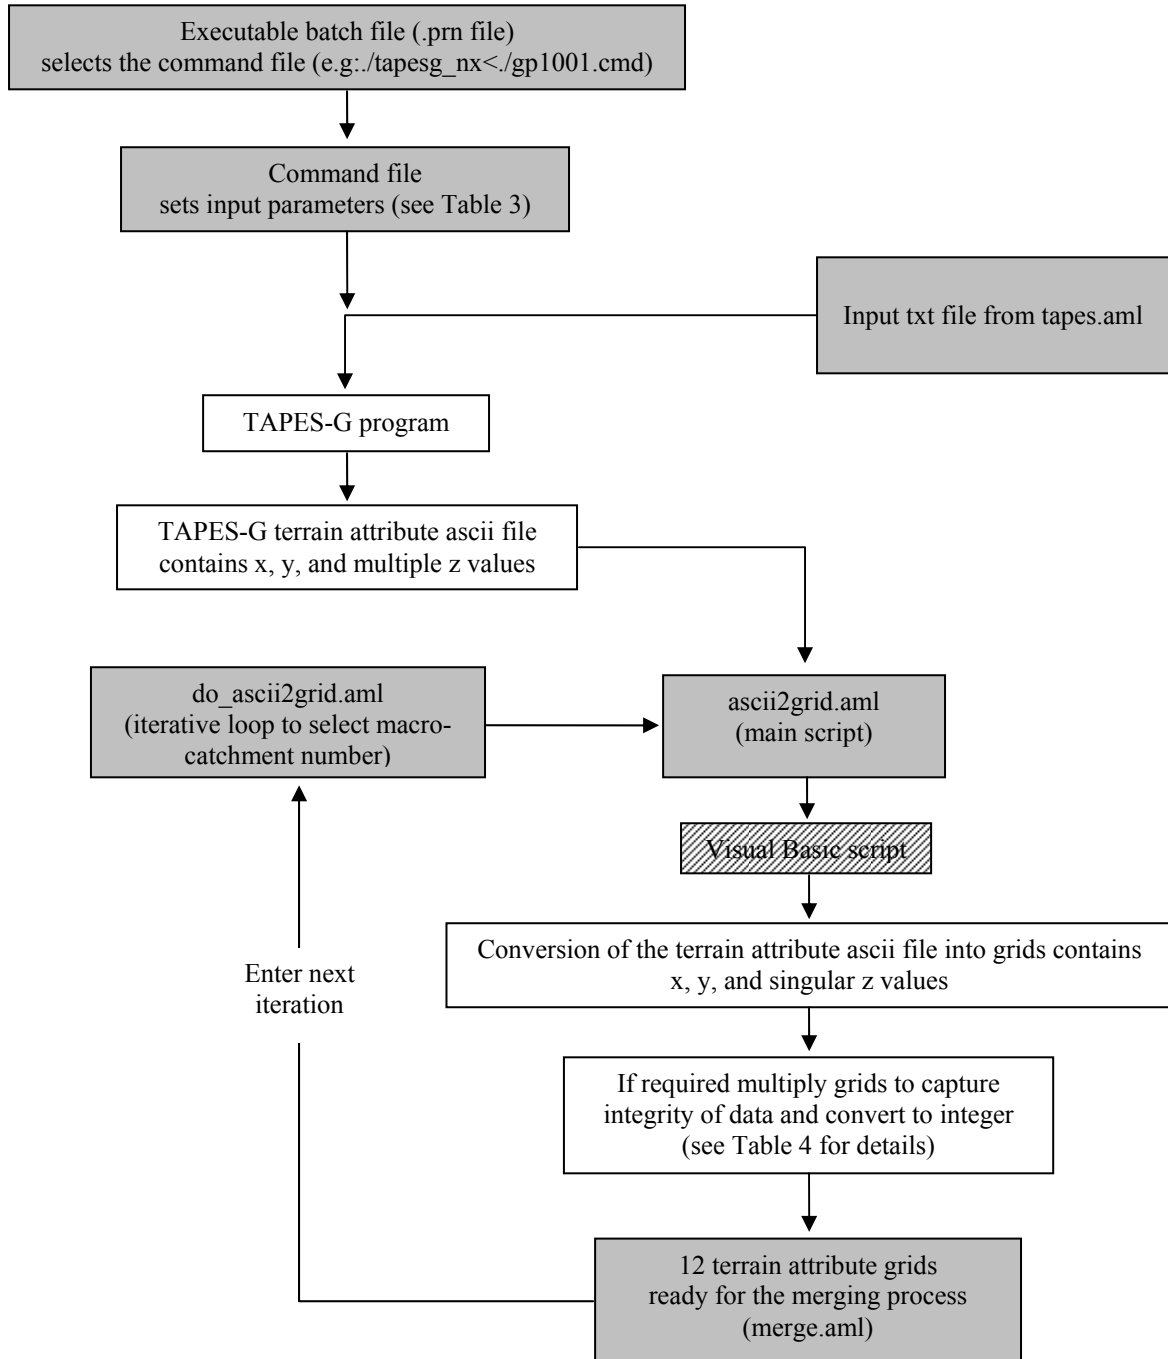 Executable batch file (.prn file)
selects the command file (e.g:./tapesg_nx<./gp1001.cmd)
Command file
sets input parameters (see Table 3)
Input txt file from tapes.aml
TAPES-G program
TAPES-G terrain attribute ascii file
contains x, y, and multiple z values
do_ascii2grid.aml
(iterative loop to select macro-
catchment number)
ascii2grid.aml
(main script)
Visual Basic script
Conversion of the terrain attribute ascii file into grids contains
x, y, and singular z values
Enter next
iteration
If required multiply grids to capture
integrity of data and convert to integer
(see Table 4 for details)
12 terrain attribute grids
ready for the merging process
(merge.aml)